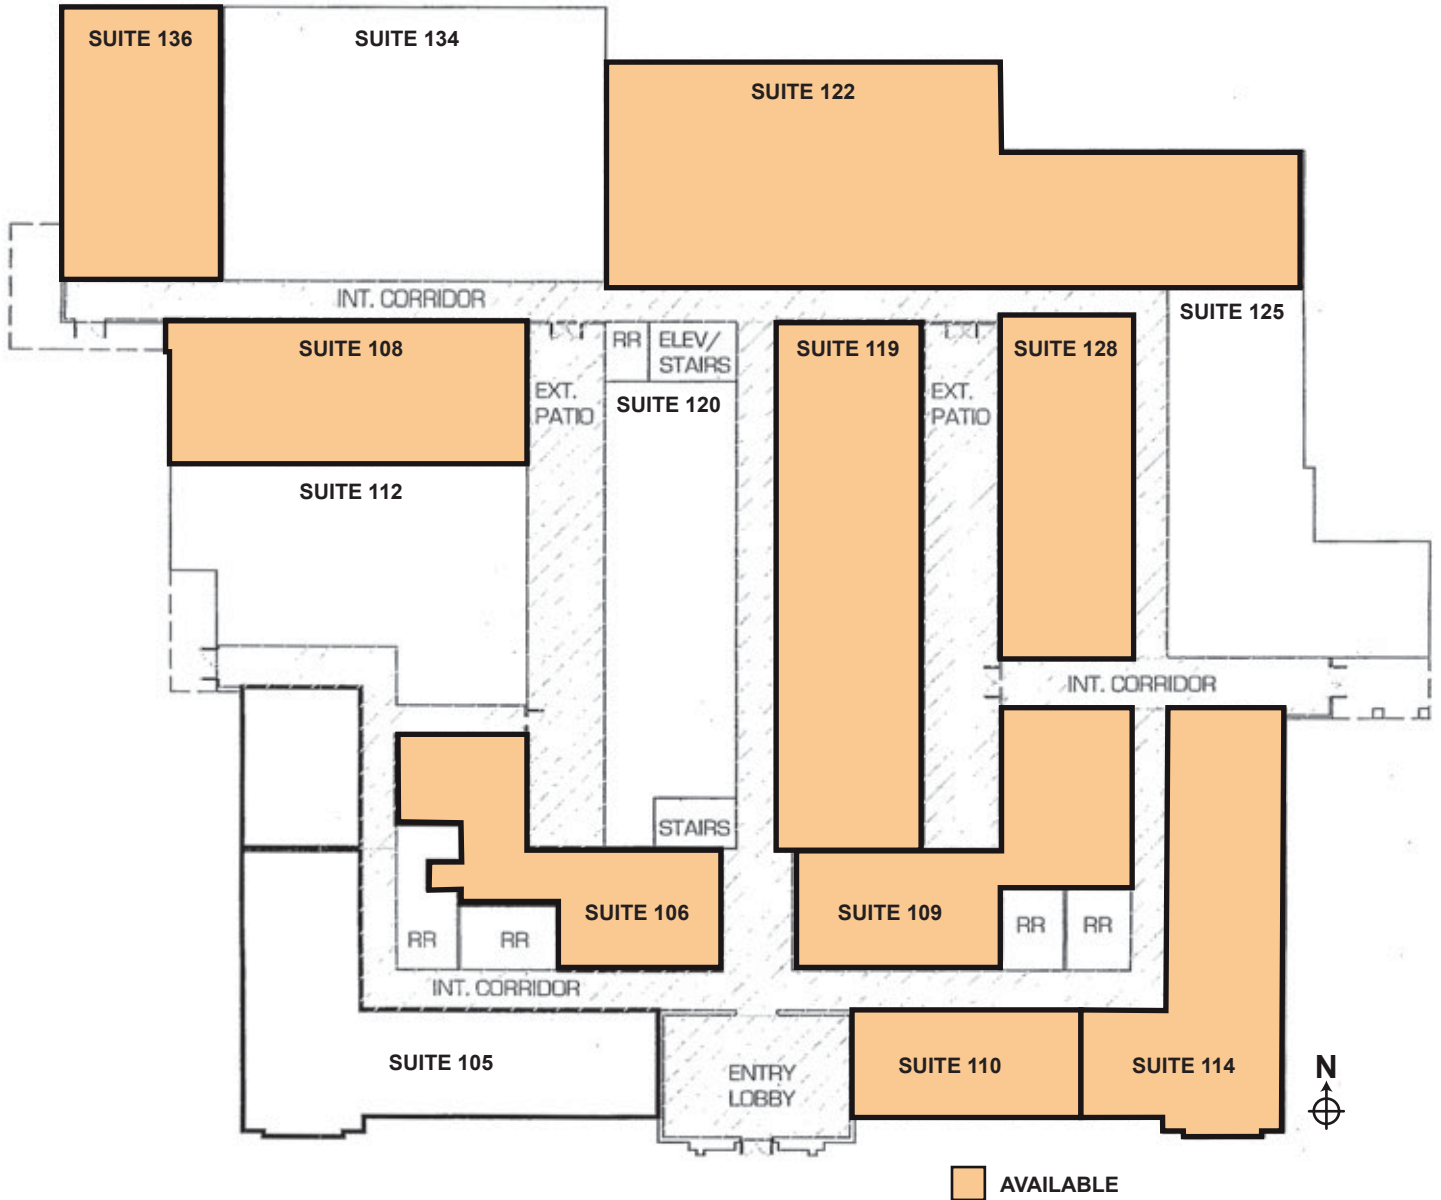 SUITE 136
SUITE 134
SUITE 122
INT. CORRIDOR
SUITE 125
SUITE 108
RR
ELEV/
STAIRS
SUITE 119
SUITE 128
EXT.
PATIO
SUITE 120
EXT.
PATIO
SUITE 112
INT. CORRIDOR
STAIRS
SUITE 106
SUITE 109
RR
RR
RR
RR
INT. CORRIDOR
SUITE 105
ENTRY
LOBBY
SUITE 110
SUITE 114
N
AVAILABLE